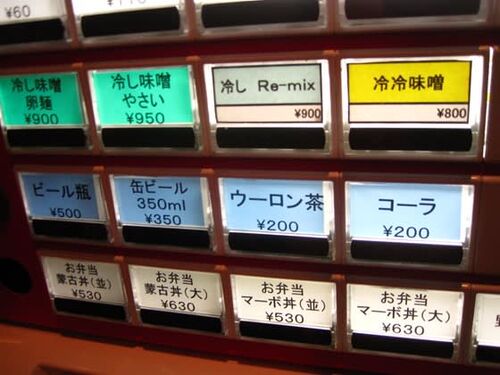 ¥60
冷し味噌
卵麺
¥900
冷し味噌
やさい
¥950
冷し Re-mix
¥900
冷冷味噌
¥800
ビール瓶
¥500
缶ビール
350ml
¥350
ウーロン茶
¥200
コーラ
¥200
お弁当
蒙古丼(並)
¥530
お弁当
蒙古丼(大)
¥630
お弁当
マーボ丼(並)
¥530
お弁当
マーボ丼(大)
¥630